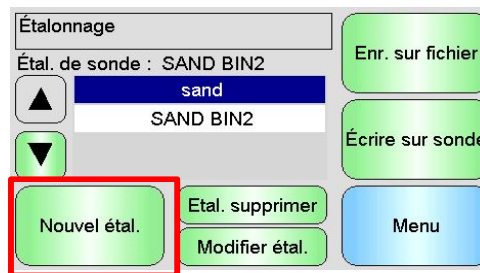 Étalonnage
Étal. de sonde : SAND BIN2
sand
SAND BIN2
Enr. sur fichier
Écrire sur sonde
Nouvel étal.
Etal. supprimer
Modifier étal.
Menu